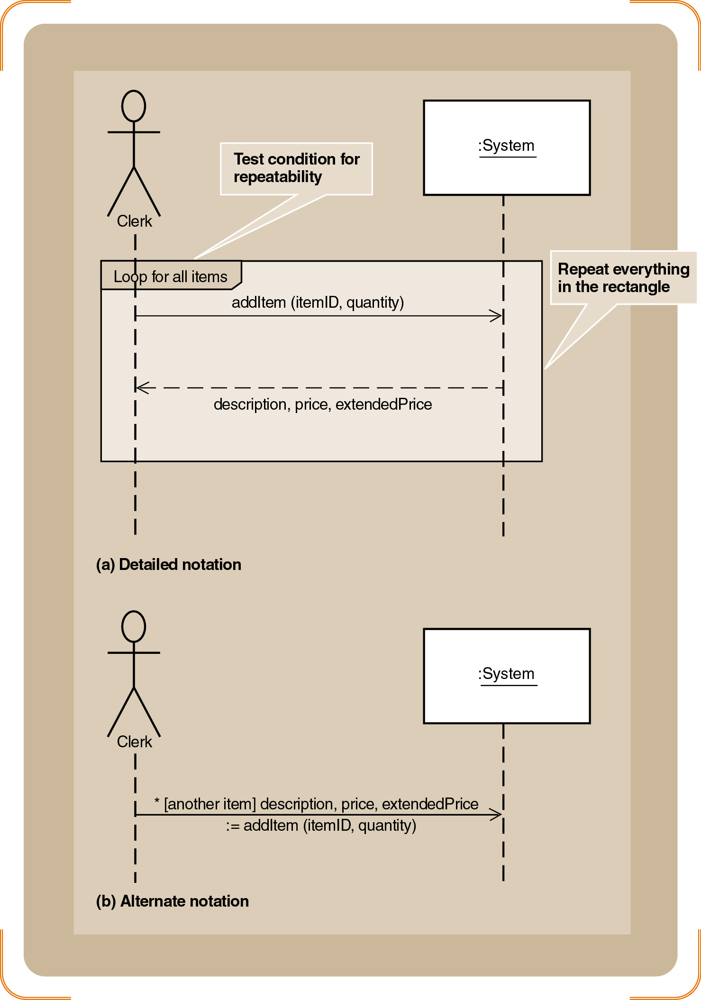 :System
Test condition for
repeatability
Clerk
Repeat everything
in the rectangle
Loop for all items
addItem (itemID, quantity)
description, price, extendedPrice
(a) Detailed notation
:System
Clerk
* [another item] description, price, extendedPrice
:= addItem (itemID, quantity)
(b) Alternate notation